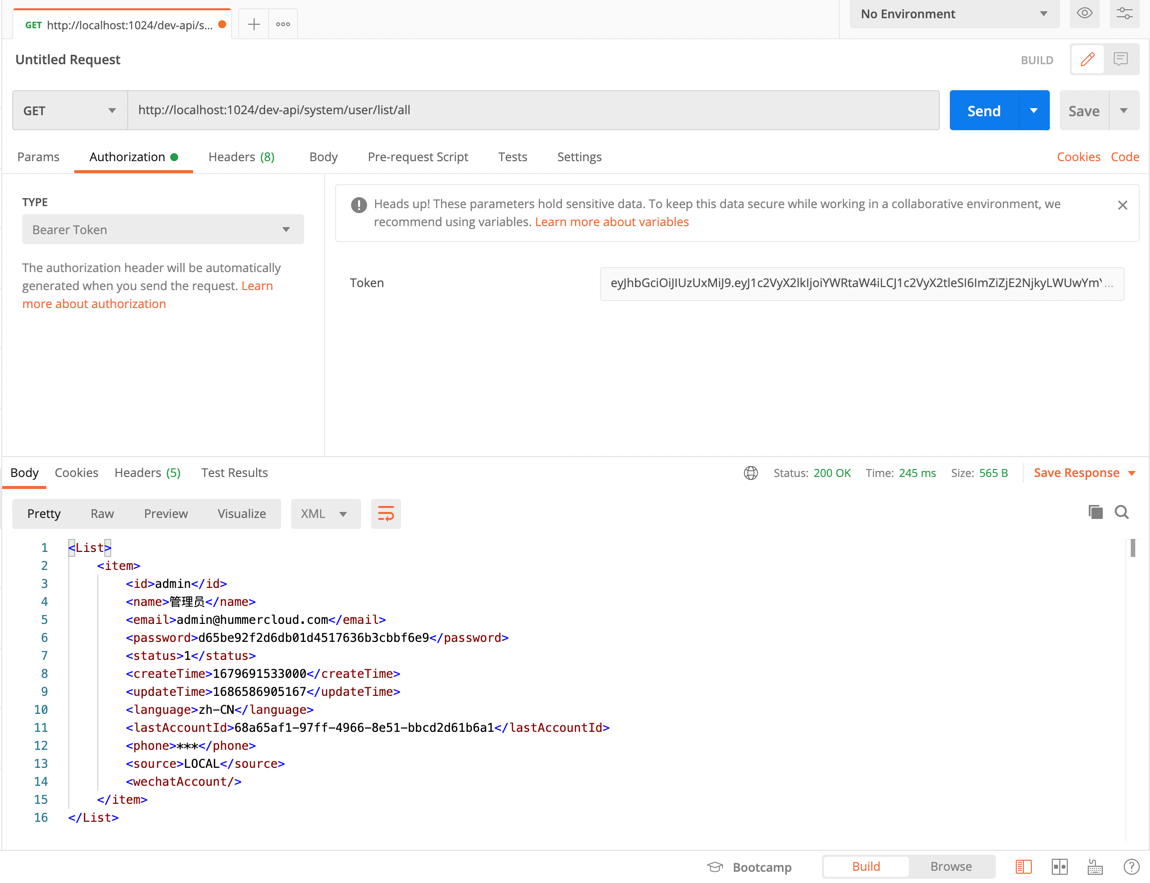 GET http://localhost:1024/dev-api/s...
No Environment
Untitled Request
BUILD
GET
http://localhost:1024/dev-api/system/user/list/all
Send
Save
Params
Authorization
Headers (8)
Body
Pre-request Script
Tests
Settings
Cookies
Code
TYPE
Bearer Token
The authorization header will be automatically
generated when you send the request. Learn
more about authorization
Heads up! These parameters hold sensitive data. To keep this data secure while working in a collaborative environment, we
recommend using variables. Learn more about variables
Token
Body
Cookies
Headers (5)
Test Results
Status: 200 OK
Time: 245 ms
Size: 565 B
Save Response
Pretty
Raw
Preview
Visualize
XML
1 <List>
2 <item>
3 <id>admin</id>
4 <name>管理员</name>
5 <email>admin@hummercloud.com</email>
6 <password>d65be92f2d6db01d4517636b3cbbf6e9</password>
7 <status>1</status>
8 <createTime>1679691533000</createTime>
9 <updateTime>1686586905167</updateTime>
10 <language>zh-CN</language>
11 <lastAccountId>68a65af1-97ff-4966-8e51-bbcd2d61b6a1</lastAccountId>
12 <phone>***</phone>
13 <source>LOCAL</source>
14 <wechatAccount/>
15 </item>
16 </List>
Bootcamp
Build
Browse